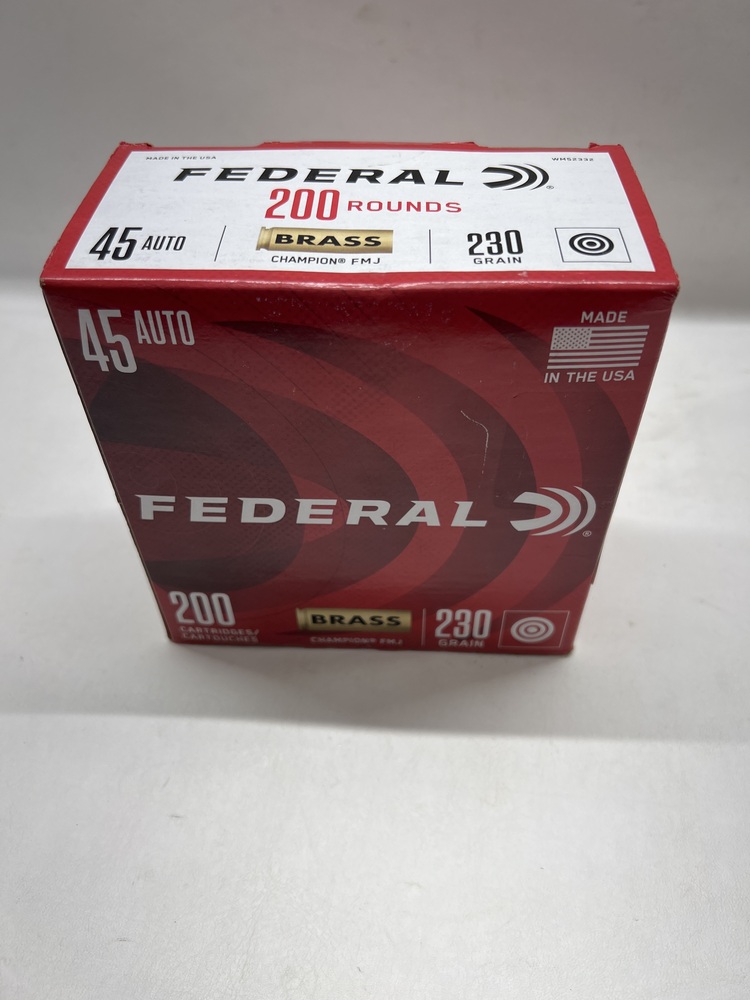 MADE IN THE USA
WM52332
FEDERAL ®
200 ROUNDS
45 AUTO
BRASS
CHAMPION® FMJ
230
GRAIN
45 AUTO
MADE
IN THE USA
FEDERAL ®
200
CARTRIDGES/
CARTOUCHES
BRASS
CHAMPION® FMJ
230
GRAIN